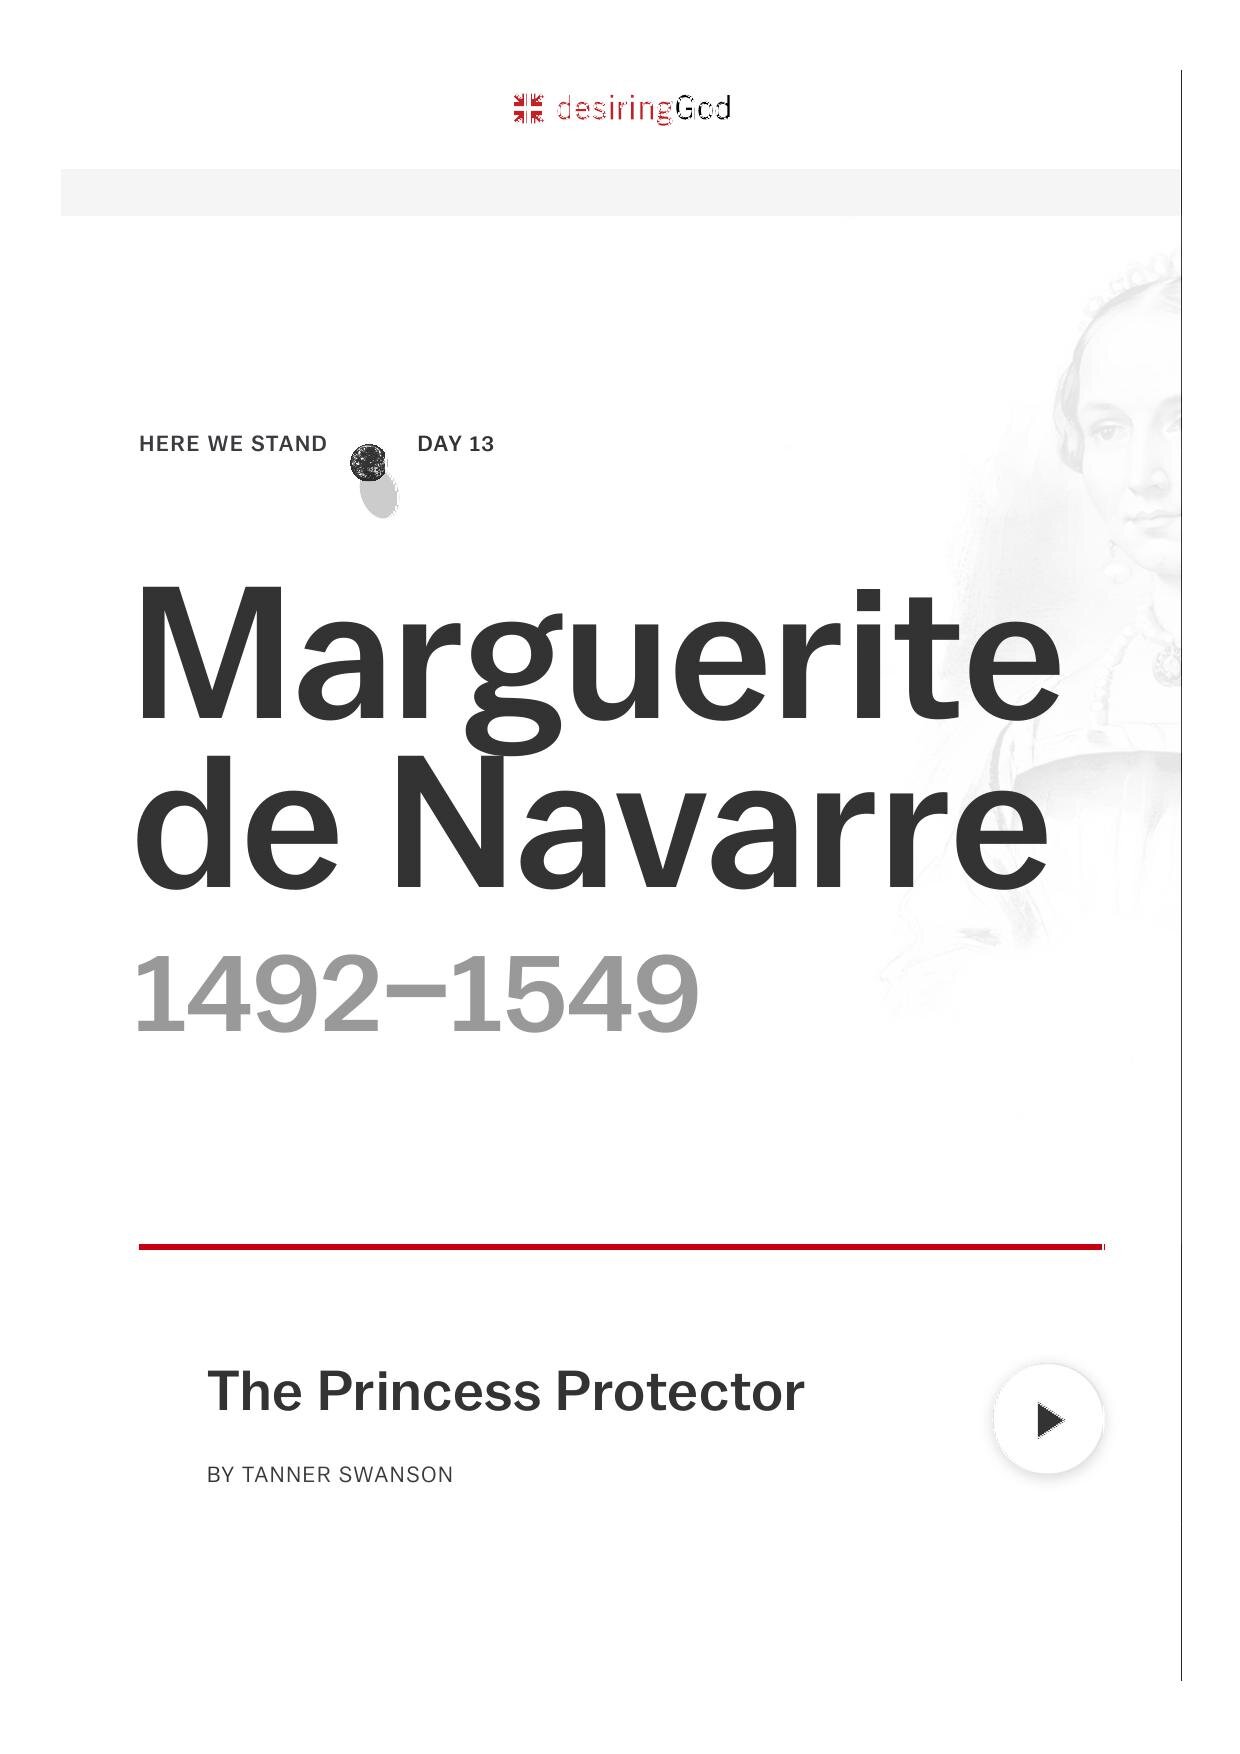 desiringGod
HERE WE STAND DAY 13
Marguerite
de Navarre
1492–1549
The Princess Protector
BY TANNER SWANSON